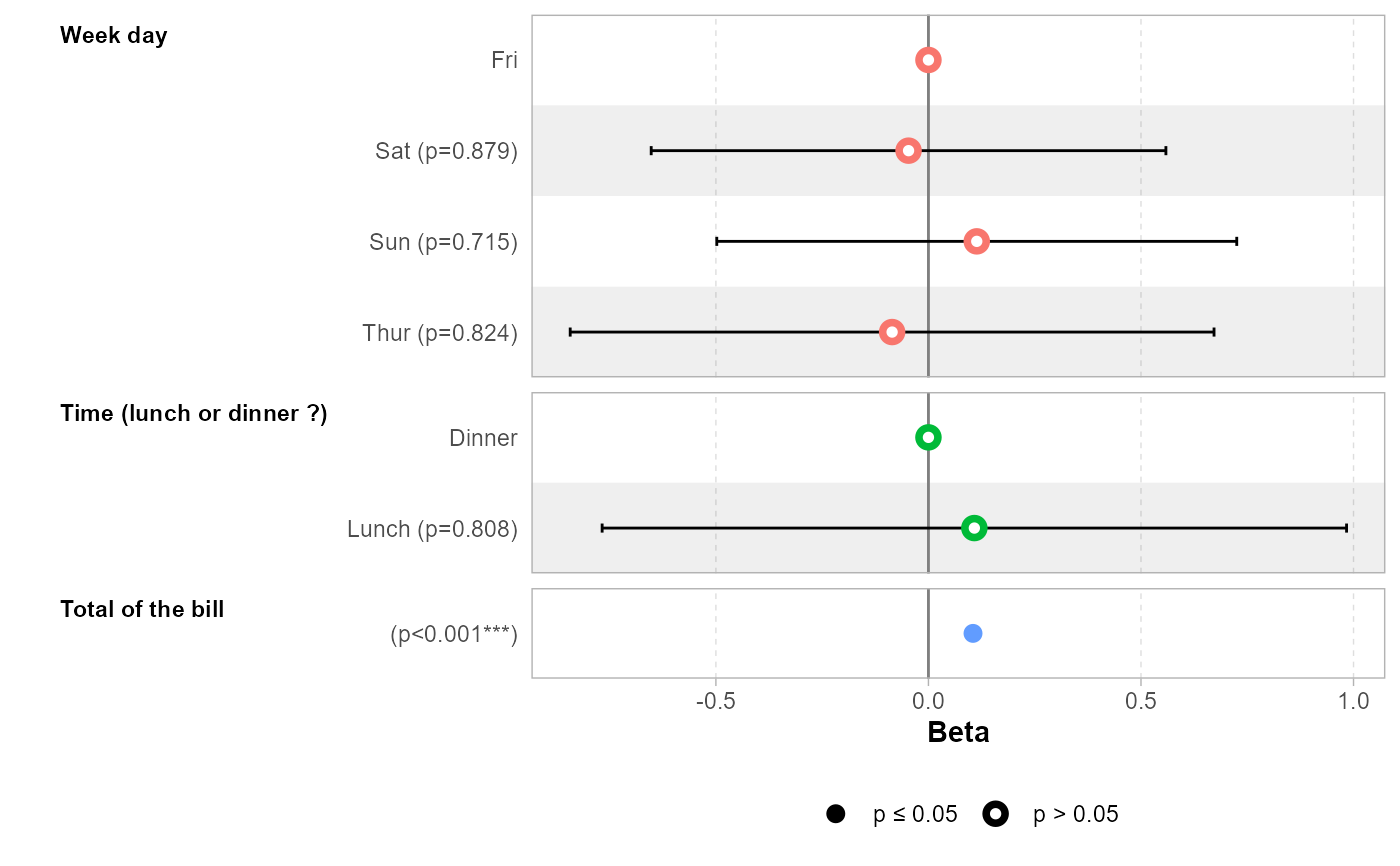 Week day
Fri
Sat (p=0.879)
Sun (p=0.715)
Thur (p=0.824)
Time (lunch or dinner ?)
Dinner
Lunch (p=0.808)
Total of the bill
(p<0.001***)
-0.5 0.0 0.5 1.0
Beta
p ≤ 0.05 p > 0.05